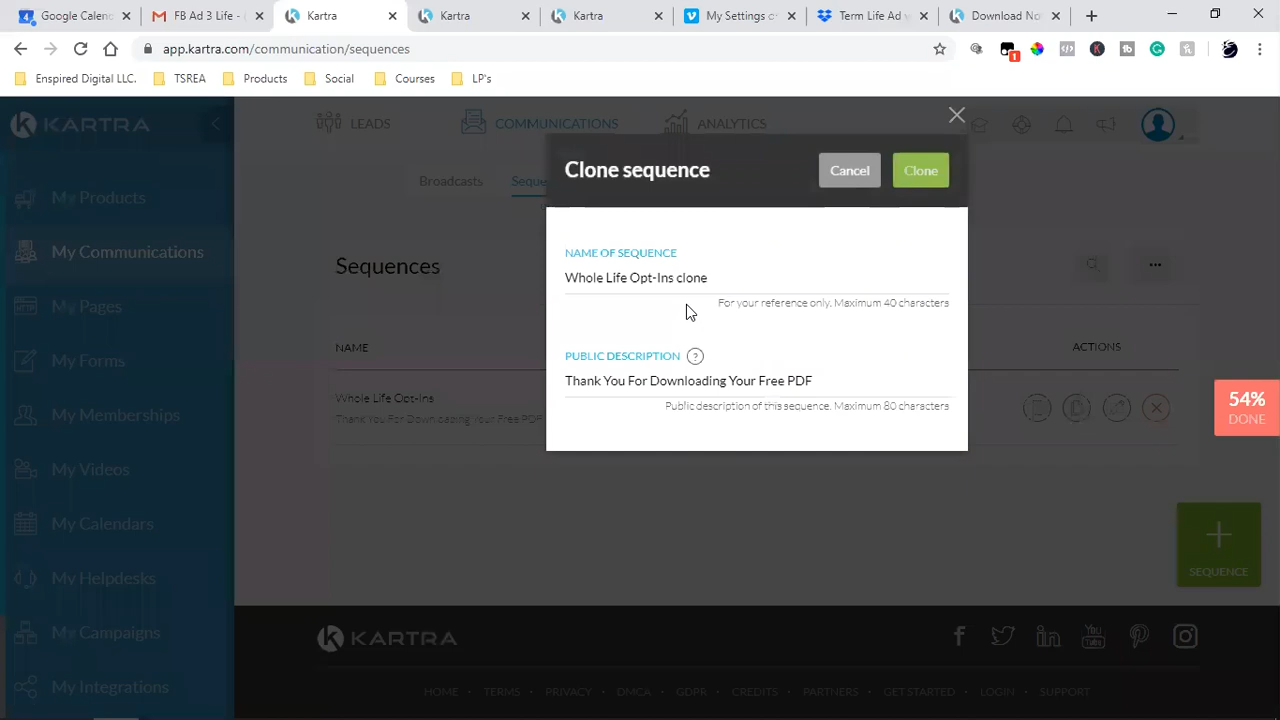 Google Calend
FB Ad 3 Life -
Kartra
Kartra
Kartra
My Settings o
Term Life Ad v
Download No
app.kartra.com/communication/sequences
1
Enspired Digital LLC.
TSREA
Products
Social
Courses
LP's
KARTRA
LEADS
COMMUNICATIONS
ANALYTICS
Clone sequence
Cancel
Clone
My Products
Broadcasts
Seque
My Communications
NAME OF SEQUENCE
Sequences
Whole Life Opt-Ins clone
For your reference only. Maximum 40 characters
My Pages
NAME
ACTIONS
PUBLIC DESCRIPTION ?
My Forms
Thank You For Downloading Your Free PDF
Whole Life Opt-Ins
Public description of this sequence. Maximum 80 characters
Thank You For Downloading Your Free PDF
54%
DONE
My Memberships
My Videos
My Calendars
SEQUENCE
My Helpdesks
My Campaigns
KARTRA
My Integrations
HOME · TERMS · PRIVACY · DMCA · GDPR · CREDITS · PARTNERS · GET STARTED · LOGIN · SUPPORT